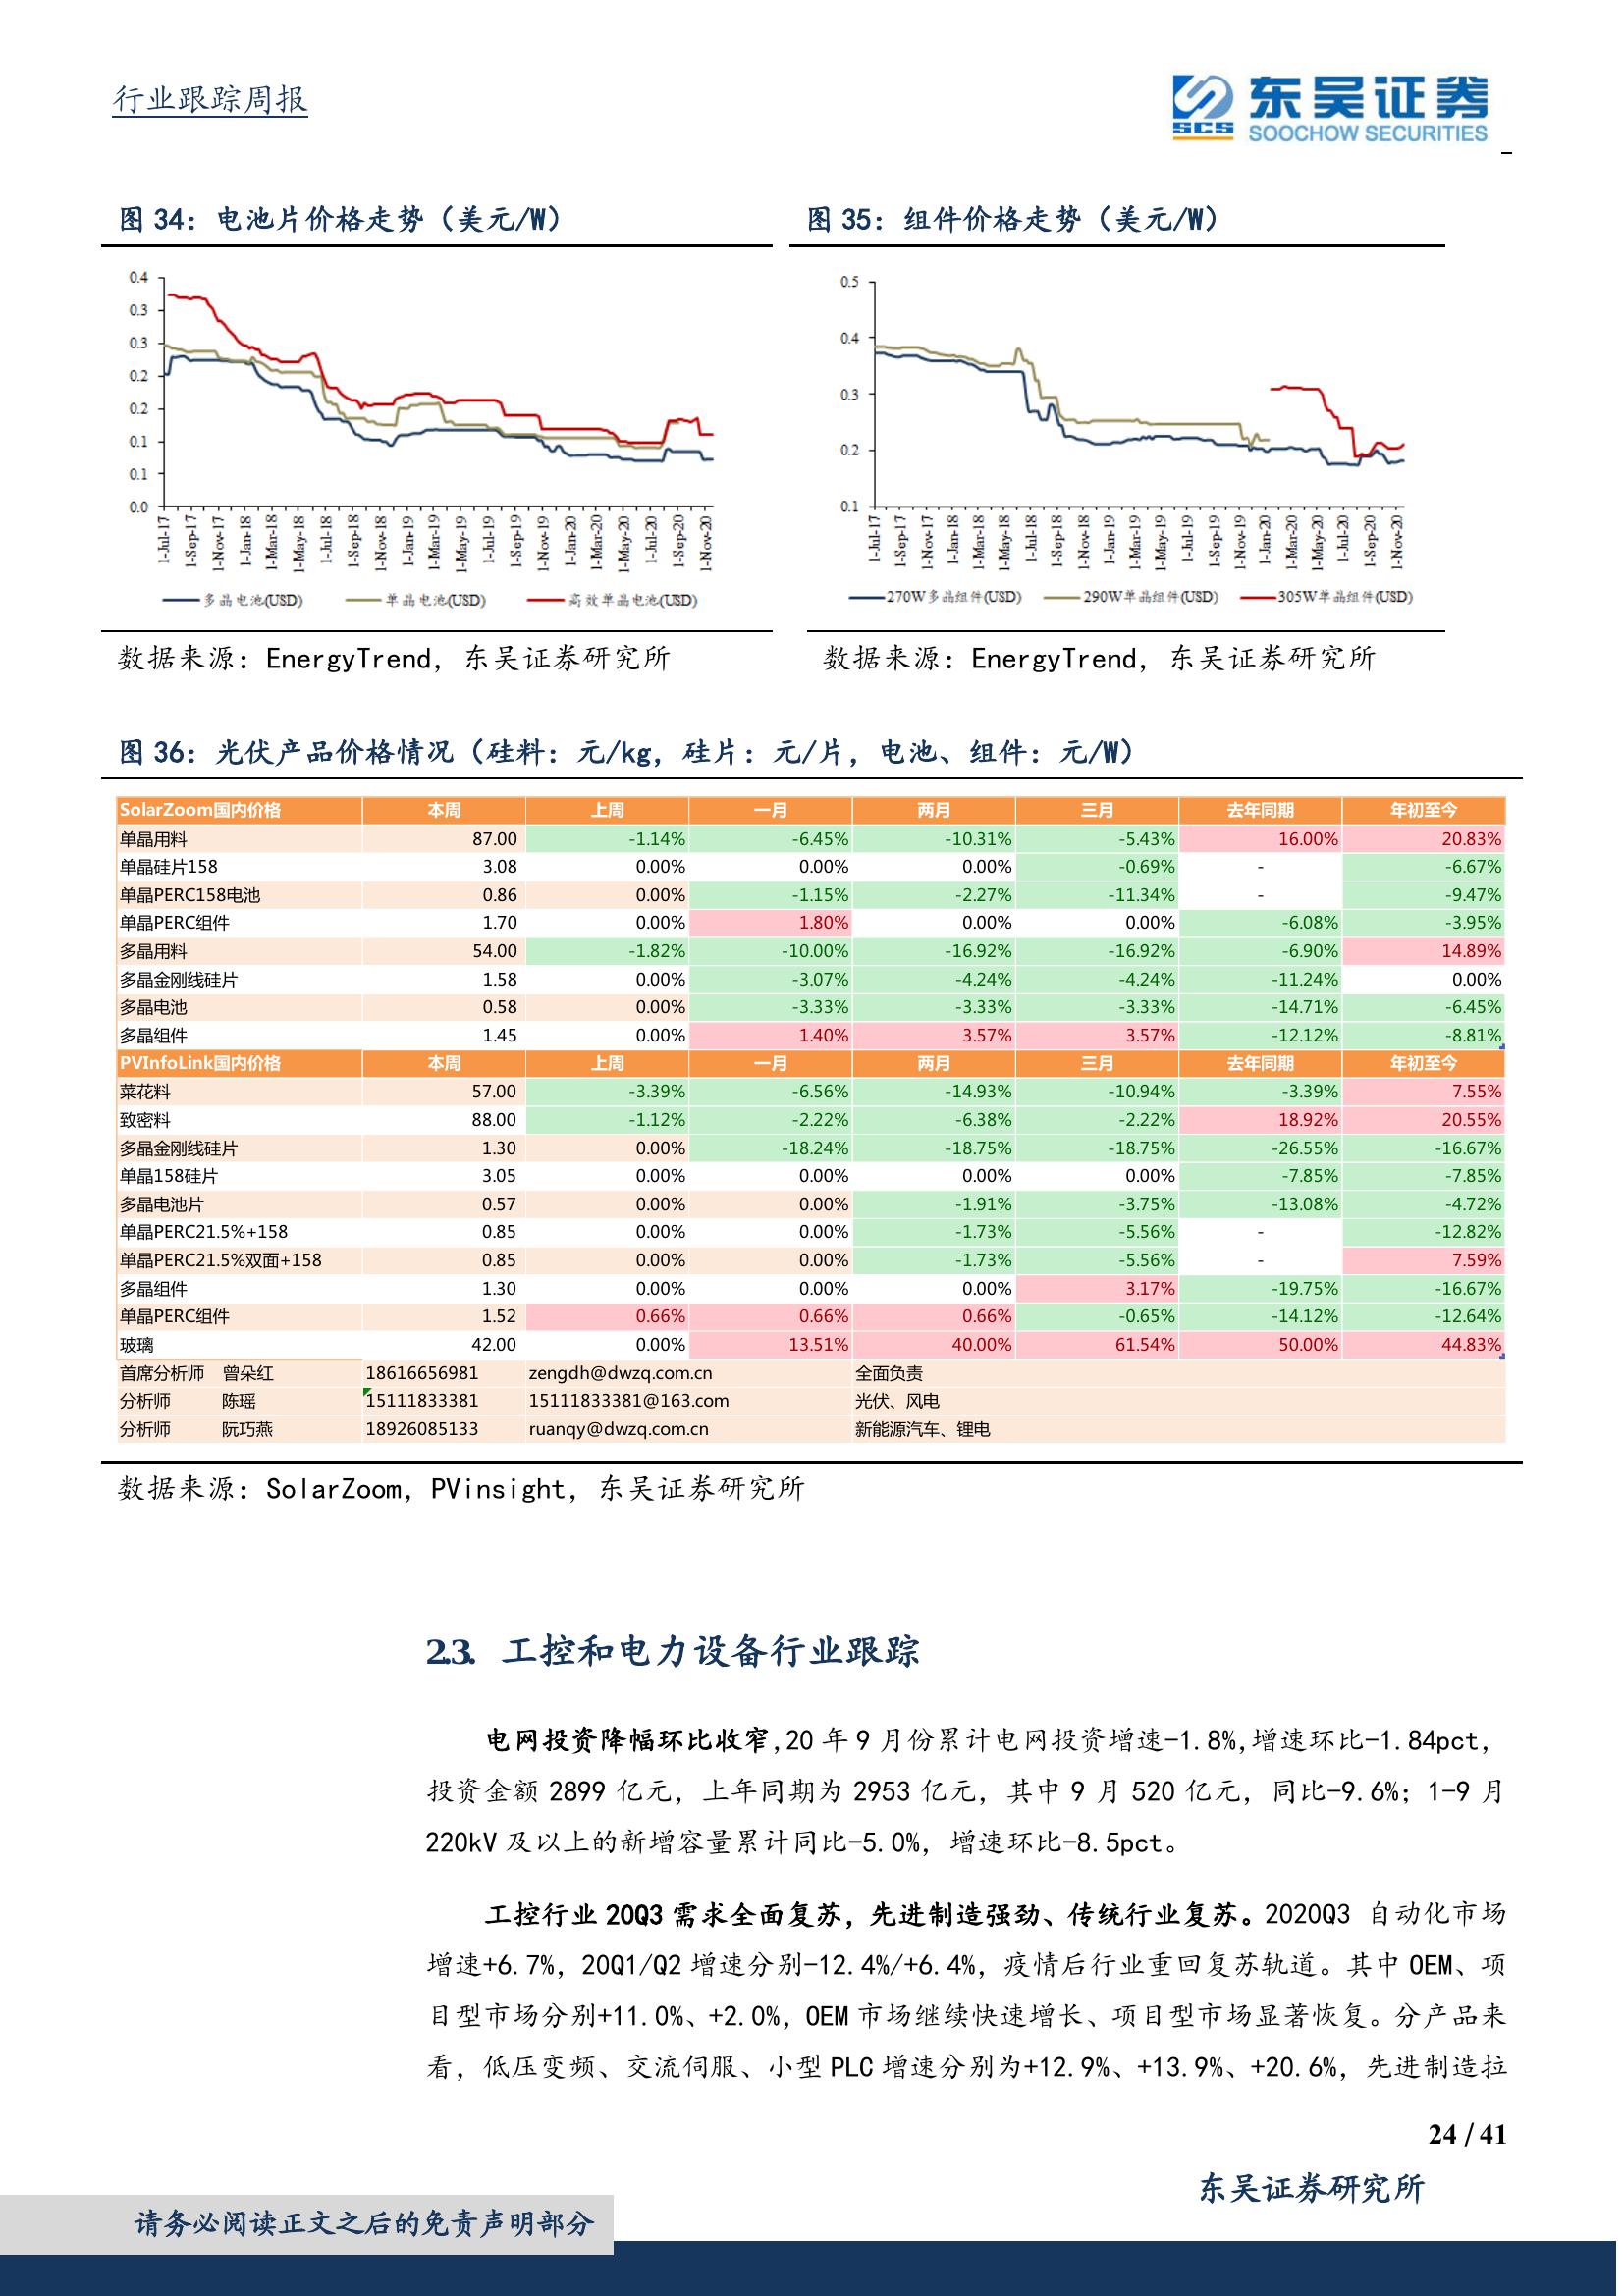 行业跟踪周报
东吴证券
SCS
SOOCHOW SECURITIES
图 34：电池片价格走势（美元/W）
0.4
0.3
0.3
0.2
0.2
0.1
0.1
0.0
1-Jul-17 1-Sep-17 1-Nov-17 1-Jan-18 1-Mar-18 1-May-18 1-Jul-18 1-Sep-18 1-Nov-18 1-Jan-19 1-Mar-19 1-May-19 1-Jul-19 1-Sep-19 1-Nov-19 1-Jan-20 1-Mar-20 1-May-20 1-Jul-20 1-Sep-20 1-Nov-20
多晶电池(USD) 单晶电池(USD) 高效单晶电池(USD)
数据来源：EnergyTrend，东吴证券研究所
图 35：组件价格走势（美元/W）
0.5
0.4
0.3
0.2
0.1
1-Jul-17 1-Sep-17 1-Nov-17 1-Jan-18 1-Mar-18 1-May-18 1-Jul-18 1-Sep-18 1-Nov-18 1-Jan-19 1-Mar-19 1-May-19 1-Jul-19 1-Sep-19 1-Nov-19 1-Jan-20 1-Mar-20 1-May-20 1-Jul-20 1-Sep-20 1-Nov-20
270W多晶组件(USD) 290W单晶组件(USD) 305W单晶组件(USD)
数据来源：EnergyTrend，东吴证券研究所
图 36：光伏产品价格情况（硅料：元/kg，硅片：元/片，电池、组件：元/W）
SolarZoom国内价格 本周 上周 一月 两月 三月 去年同期 年初至今
单晶用料 87.00 -1.14% -6.45% -10.31% -5.43% 16.00% 20.83%
单晶硅片158 3.08 0.00% 0.00% 0.00% -0.69% - -6.67%
单晶PERC158电池 0.86 0.00% -1.15% -2.27% -11.34% - -9.47%
单晶PERC组件 1.70 0.00% 1.80% 0.00% 0.00% -6.08% -3.95%
多晶用料 54.00 -1.82% -10.00% -16.92% -16.92% -6.90% 14.89%
多晶金刚线硅片 1.58 0.00% -3.07% -4.24% -4.24% -11.24% 0.00%
多晶电池 0.58 0.00% -3.33% -3.33% -3.33% -14.71% -6.45%
多晶组件 1.45 0.00% 1.40% 3.57% 3.57% -12.12% -8.81%
PVInfoLink国内价格 本周 上周 一月 两月 三月 去年同期 年初至今
菜花料 57.00 -3.39% -6.56% -14.93% -10.94% -3.39% 7.55%
致密料 88.00 -1.12% -2.22% -6.38% -2.22% 18.92% 20.55%
多晶金刚线硅片 1.30 0.00% -18.24% -18.75% -18.75% -26.55% -16.67%
单晶158硅片 3.05 0.00% 0.00% 0.00% 0.00% -7.85% -7.85%
多晶电池片 0.57 0.00% 0.00% -1.91% -3.75% -13.08% -4.72%
单晶PERC21.5%+158 0.85 0.00% 0.00% -1.73% -5.56% - -12.82%
单晶PERC21.5%双面+158 0.85 0.00% 0.00% -1.73% -5.56% - 7.59%
多晶组件 1.30 0.00% 0.00% 0.00% 3.17% -19.75% -16.67%
单晶PERC组件 1.52 0.66% 0.66% 0.66% -0.65% -14.12% -12.64%
玻璃 42.00 0.00% 13.51% 40.00% 61.54% 50.00% 44.83%
首席分析师 曾朵红 18616656981 zengdh@dwzq.com.cn 全面负责
分析师 陈瑶 15111833381 15111833381@163.com 光伏、风电
分析师 阮巧燕 18926085133 ruanqy@dwzq.com.cn 新能源汽车、锂电
数据来源：SolarZoom，PVinsight，东吴证券研究所
2.3. 工控和电力设备行业跟踪
电网投资降幅环比收窄,20 年 9 月份累计电网投资增速-1.8%,增速环比-1.84pct，
投资金额 2899 亿元，上年同期为 2953 亿元，其中 9 月 520 亿元，同比-9.6%；1-9 月
220kV 及以上的新增容量累计同比-5.0%，增速环比-8.5pct。
工控行业 20Q3 需求全面复苏，先进制造强劲、传统行业复苏。2020Q3 自动化市场
增速+6.7%，20Q1/Q2 增速分别-12.4%/+6.4%，疫情后行业重回复苏轨道。其中 OEM、项
目型市场分别+11.0%、+2.0%，OEM 市场继续快速增长、项目型市场显著恢复。分产品来
看，低压变频、交流伺服、小型 PLC 增速分别为+12.9%、+13.9%、+20.6%，先进制造拉
24 / 41
东吴证券研究所
请务必阅读正文之后的免责声明部分